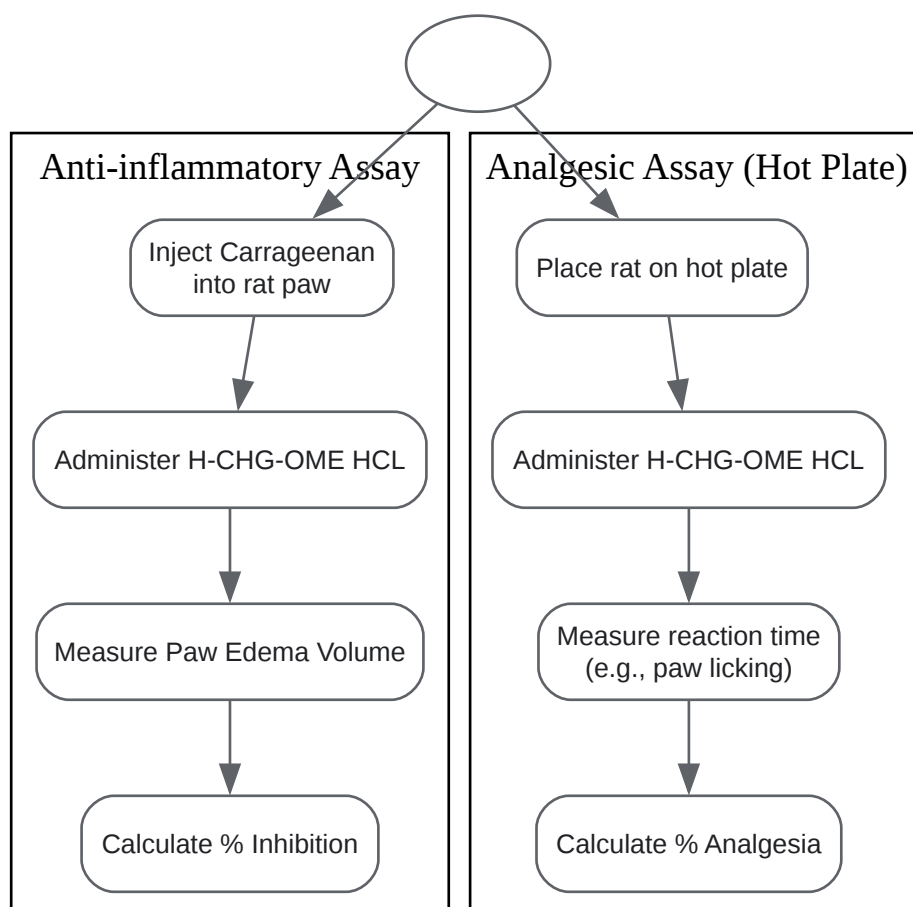 Anti-inflammatory Assay
Inject Carrageenan
into rat paw
Administer H-CHG-OME HCL
Measure Paw Edema Volume
Calculate % Inhibition
Analgesic Assay (Hot Plate)
Place rat on hot plate
Administer H-CHG-OME HCL
Measure reaction time
(e.g., paw licking)
Calculate % Analgesia